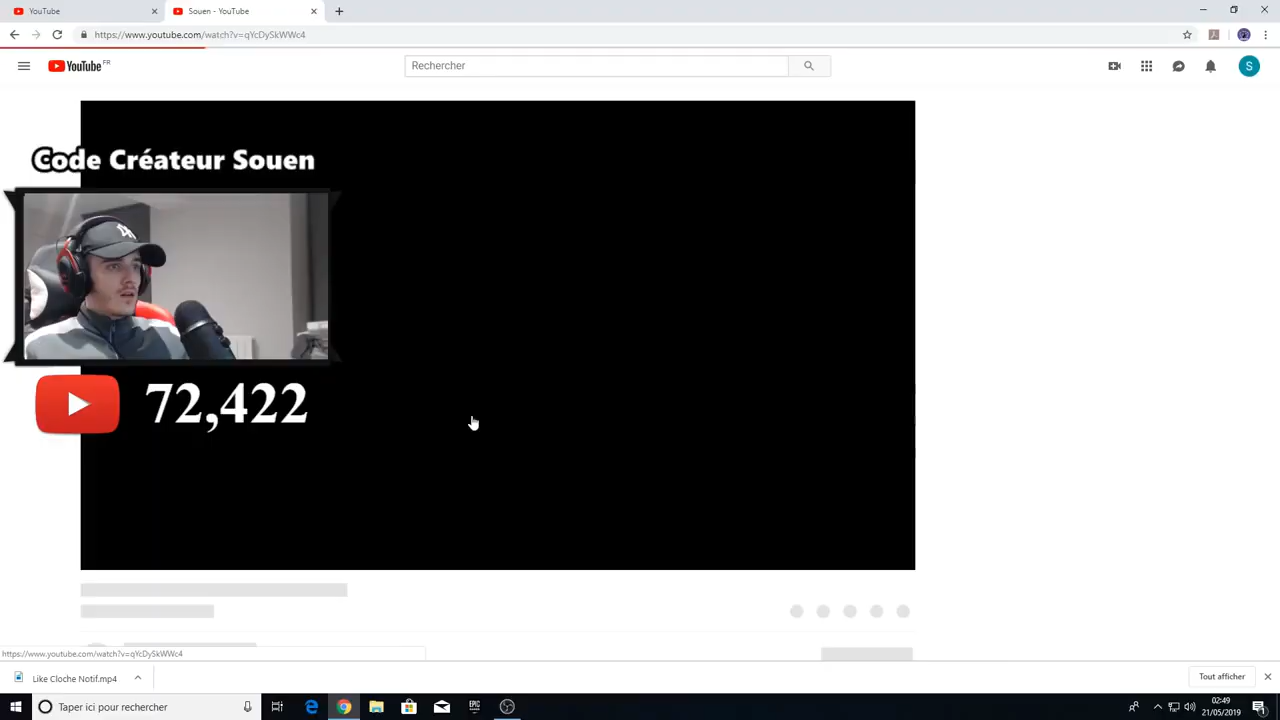 YouTube
Souen - YouTube
https://www.youtube.com/watch?v=qYcDySkWWc4
YouTube FR
Rechercher
S
Code Créateur Souen
72,422
https://www.youtube.com/watch?v=qYcDySkWWc4
Like Cloche Notif.mp4
Tout afficher
Taper ici pour rechercher
EPIC
02:49
21/05/2019
1